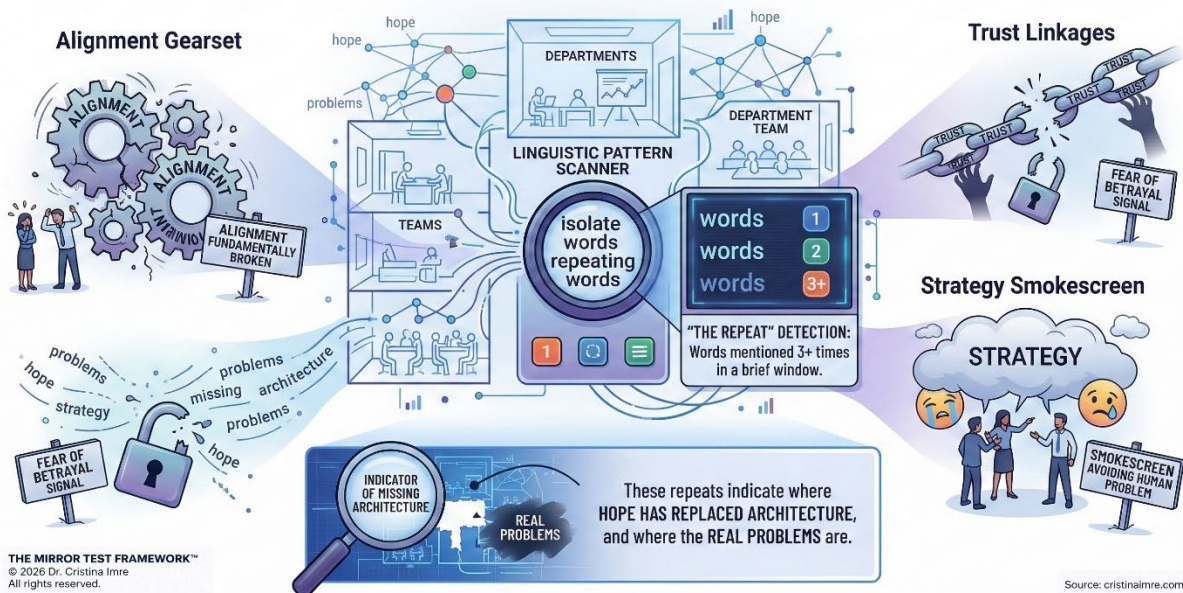 Alignment Gearset
ALIGNMENT
ALIGNMENT
ALIGNMENT
FUNDAMENTALLY
BROKEN
hope
hope
problems
hope
DEPARTMENTS
DEPARTMENT
TEAM
TEAMS
LINGUISTIC PATTERN
SCANNER
isolate
words
repeating
words
words 1
words 2
words 3+
1
"THE REPEAT" DETECTION:
Words mentioned 3+ times
in a brief window.
Trust Linkages
TRUST
TRUST
TRUST
TRUST
TRUST
FEAR OF
BETRAYAL
SIGNAL
problems
hope
strategy
problems
missing architecture
problems
hope
FEAR OF
BETRAYAL
SIGNAL
Strategy Smokescreen
STRATEGY
SMOKESCREEN
AVOIDING HUMAN
PROBLEM
INDICATOR
OF MISSING
ARCHITECTURE
REAL
PROBLEMS
These repeats indicate where
HOPE HAS REPLACED ARCHITECTURE,
and where the REAL PROBLEMS are.
THE MIRROR TEST FRAMEWORK™
© 2026 Dr. Cristina Imre
All rights reserved.
Source: cristinaimre.com